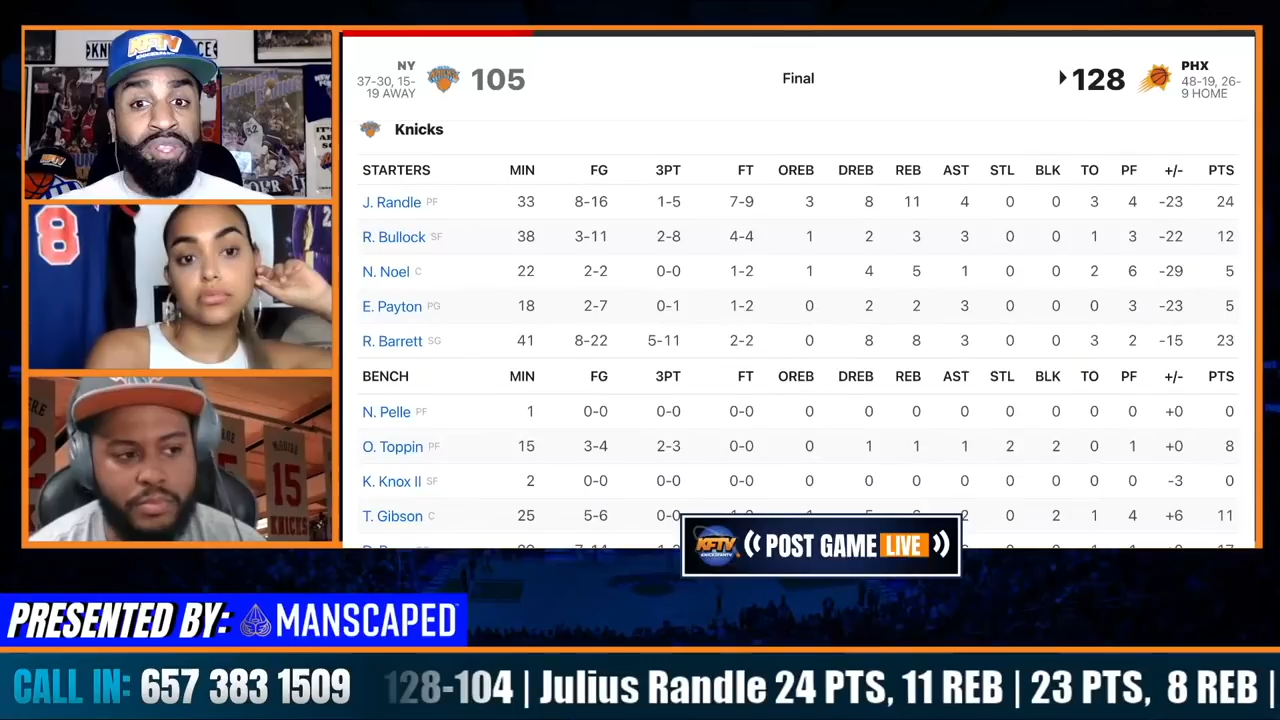 KFTV
NY
37-30, 15-
19 AWAY
105
Final
128
PHX
48-19, 26-
9 HOME
Knicks
STARTERS MIN FG 3PT FT OREB DREB REB AST STL BLK TO PF +/- PTS
J. Randle PF 33 8-16 1-5 7-9 3 8 11 4 0 0 3 4 -23 24
R. Bullock SF 38 3-11 2-8 4-4 1 2 3 3 0 0 1 3 -22 12
N. Noel C 22 2-2 0-0 1-2 1 4 5 1 0 0 2 6 -29 5
E. Payton PG 18 2-7 0-1 1-2 0 2 2 3 0 0 0 3 -23 5
R. Barrett SG 41 8-22 5-11 2-2 0 8 8 3 0 0 3 2 -15 23
BENCH MIN FG 3PT FT OREB DREB REB AST STL BLK TO PF +/- PTS
N. Pelle PF 1 0-0 0-0 0-0 0 0 0 0 0 0 0 0 +0 0
O. Toppin PF 15 3-4 2-3 0-0 0 1 1 1 2 2 0 1 +0 8
K. Knox II SF 2 0-0 0-0 0-0 0 0 0 0 0 0 0 0 -3 0
T. Gibson C 25 5-6 0-0 2 0 2 1 4 +6 11
8
15
KNICKS
KFTV
POST GAME LIVE
PRESENTED BY: MANSCAPED
CALL IN: 657 383 1509
128-104 | Julius Randle 24 PTS, 11 REB | 23 PTS, 8 REB |